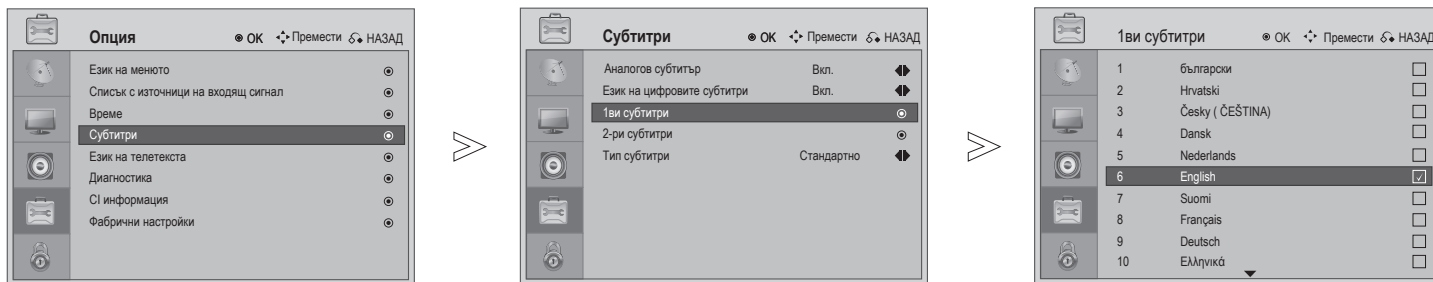 Опция ◉ OK Премести НАЗАД
Език на менюто
Списък с източници на входящ сигнал
Време
Субтитри
Език на телетекста
Диагностика
CI информация
Фабрични настройки
Субтитри ◉ OK Премести НАЗАД
Аналогов субтитър Вкл.
Език на цифровите субтитри Вкл.
1ви субтитри
2-ри субтитри
Тип субтитри Стандартно
1ви субтитри ◉ OK Премести НАЗАД
1 български
2 Hrvatski
3 Česky ( ČEŠTINA)
4 Dansk
5 Nederlands
6 English
7 Suomi
8 Français
9 Deutsch
10 Ελληνικά